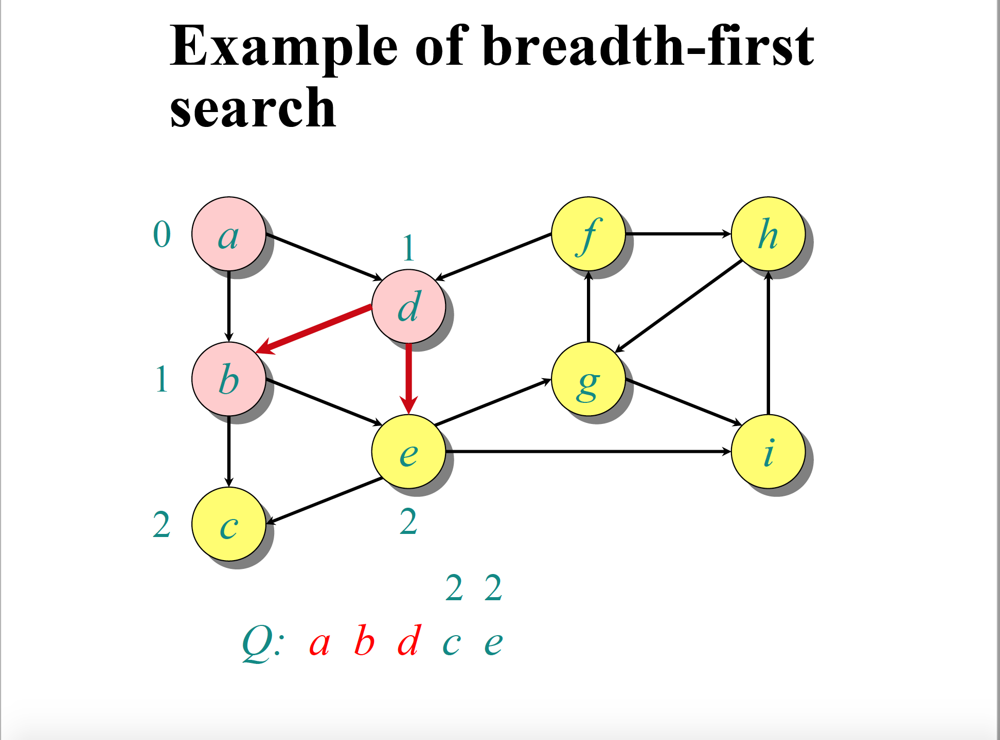 Example of breadth-first
search
0 a 1 f h
d
1 b g
e i
2 c 2
2 2
Q: a b d c e